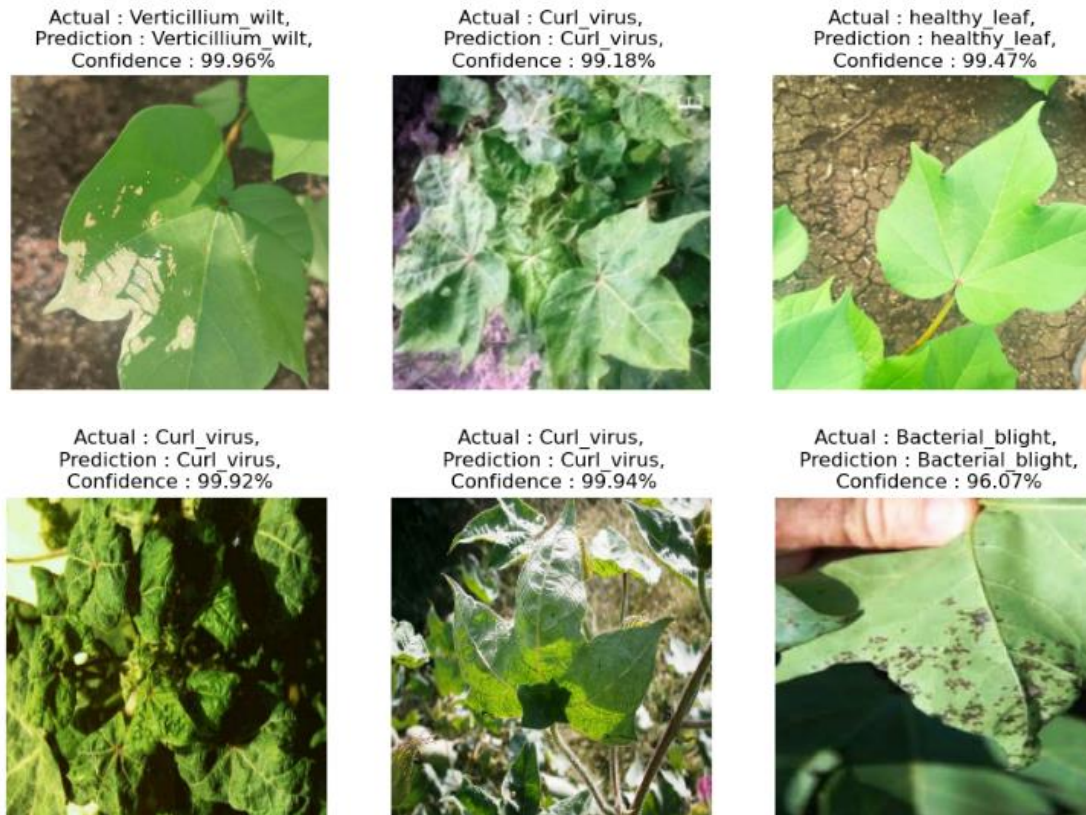 Actual : Verticillium_wilt,
Prediction : Verticillium_wilt,
Confidence : 99.96%
Actual : Curl_virus,
Prediction : Curl_virus,
Confidence : 99.18%
Actual : healthy_leaf,
Prediction : healthy_leaf,
Confidence : 99.47%
Actual : Curl_virus,
Prediction : Curl_virus,
Confidence : 99.92%
Actual : Curl_virus,
Prediction : Curl_virus,
Confidence : 99.94%
Actual : Bacterial_blight,
Prediction : Bacterial_blight,
Confidence : 96.07%